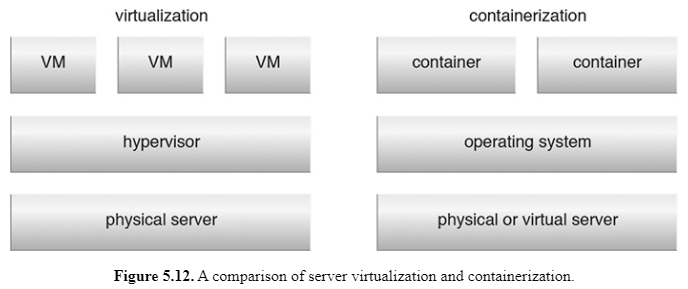 virtualization
VM VM VM
hypervisor
physical server
containerization
container container
operating system
physical or virtual server
Figure 5.12. A comparison of server virtualization and containerization.